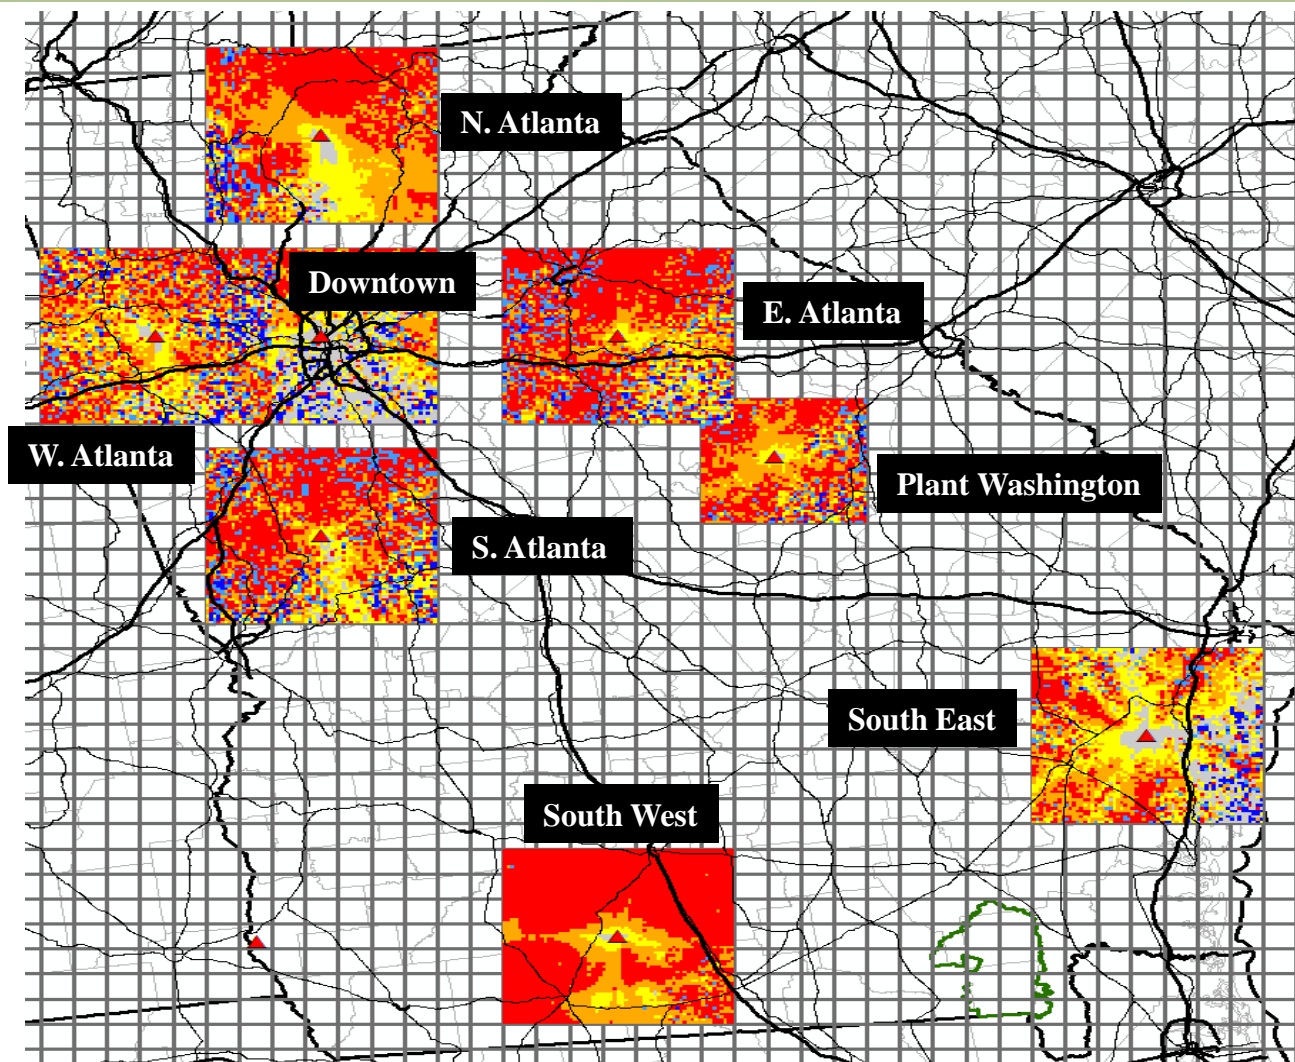 N. Atlanta
Downtown
E. Atlanta
W. Atlanta
Plant Washington
S. Atlanta
South East
South West